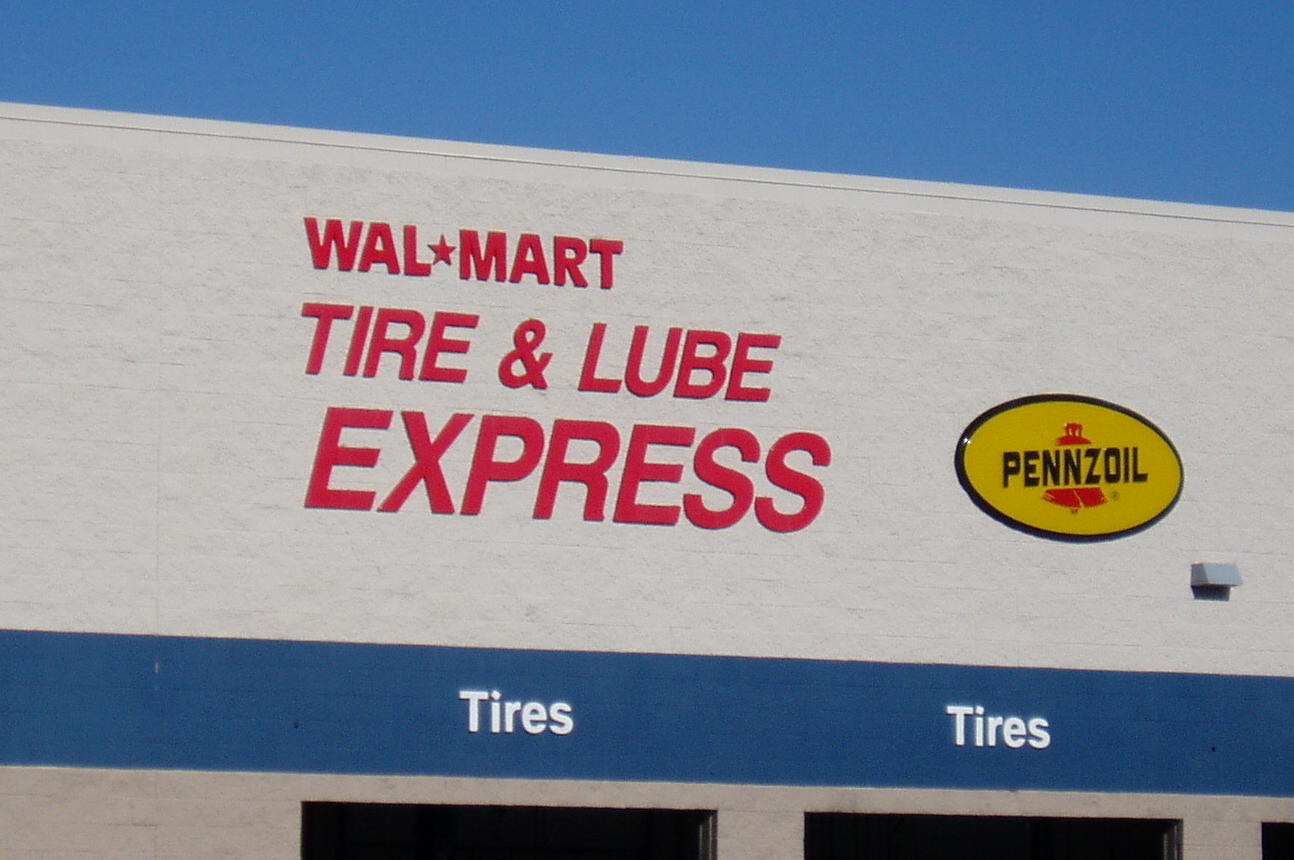 WAL★MART
TIRE & LUBE
EXPRESS
PENNZOIL
®
Tires
Tires